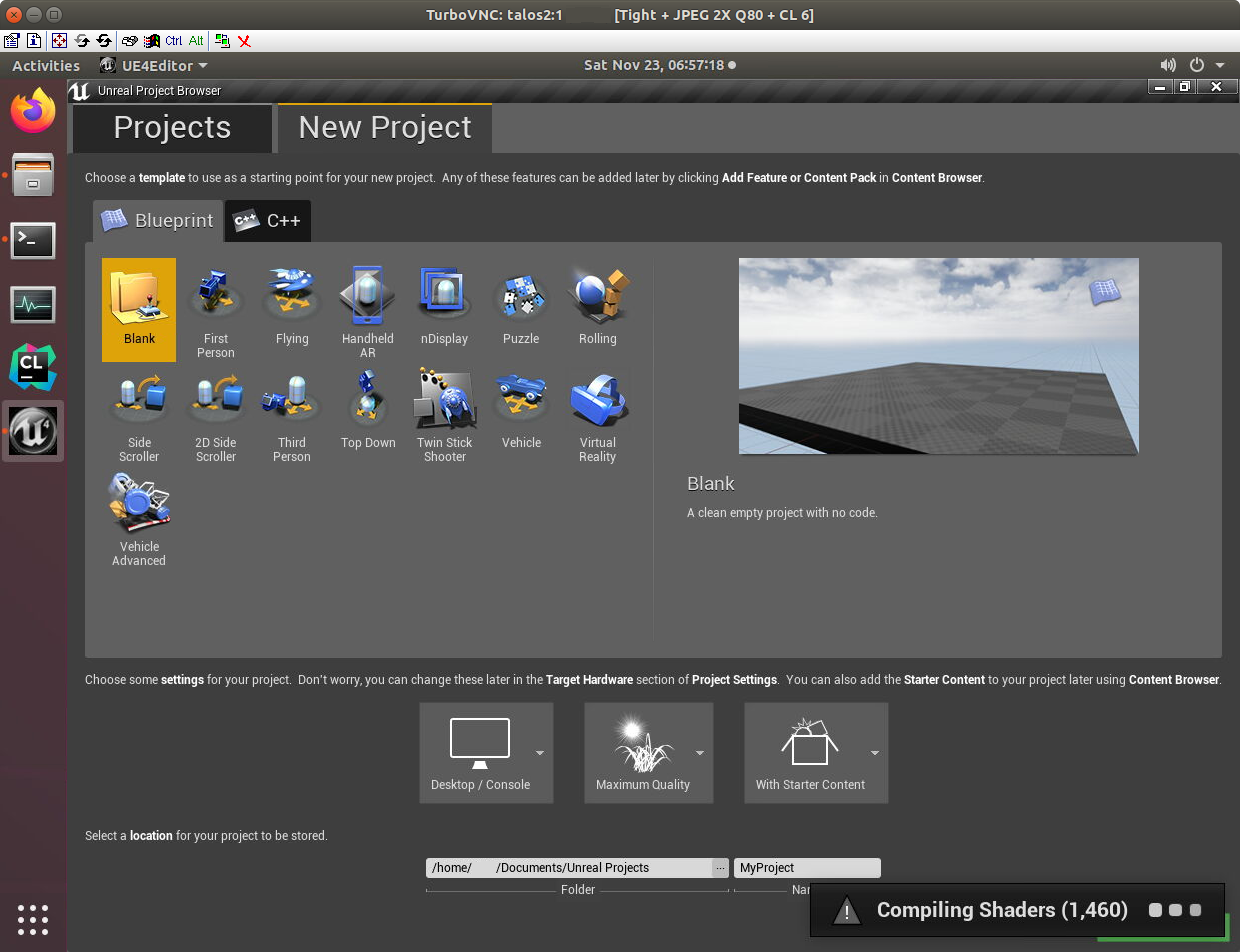 TurboVNC: talos2:1 [Tight + JPEG 2X Q80 + CL 6]
Ctrl Alt
Activities UE4Editor Sat Nov 23, 06:57:18
Unreal Project Browser
Projects New Project
Choose a template to use as a starting point for your new project. Any of these features can be added later by clicking Add Feature or Content Pack in Content Browser.
Blueprint C++ C++
Blank
First
Person
Flying
Handheld
AR
nDisplay
Puzzle
Rolling
Side
Scroller
2D Side
Scroller
Third
Person
Top Down
Twin Stick
Shooter
Vehicle
Virtual
Reality
Vehicle
Advanced
Blank
A clean empty project with no code.
CL
Choose some settings for your project. Don't worry, you can change these later in the Target Hardware section of Project Settings. You can also add the Starter Content to your project later using Content Browser.
Desktop / Console
Maximum Quality
With Starter Content
Select a location for your project to be stored.
/home/ /Documents/Unreal Projects ... MyProject
Folder
Compiling Shaders (1,460)